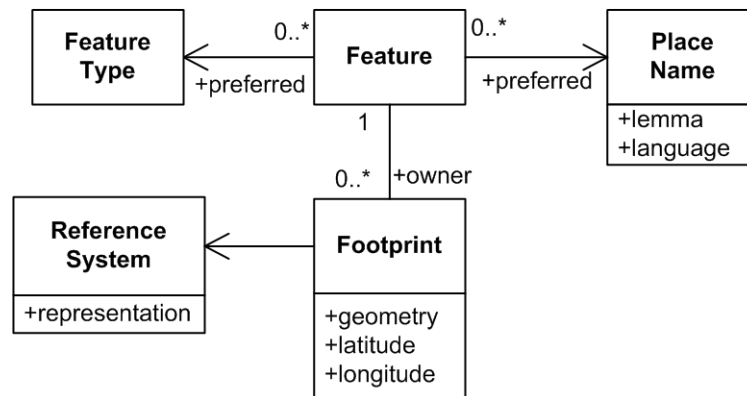 Feature
Type
0..*
+preferred
Feature
0..*
+preferred
Place
Name
+lemma
+language
1
0..*
+owner
Reference
System
+representation
Footprint
+geometry
+latitude
+longitude